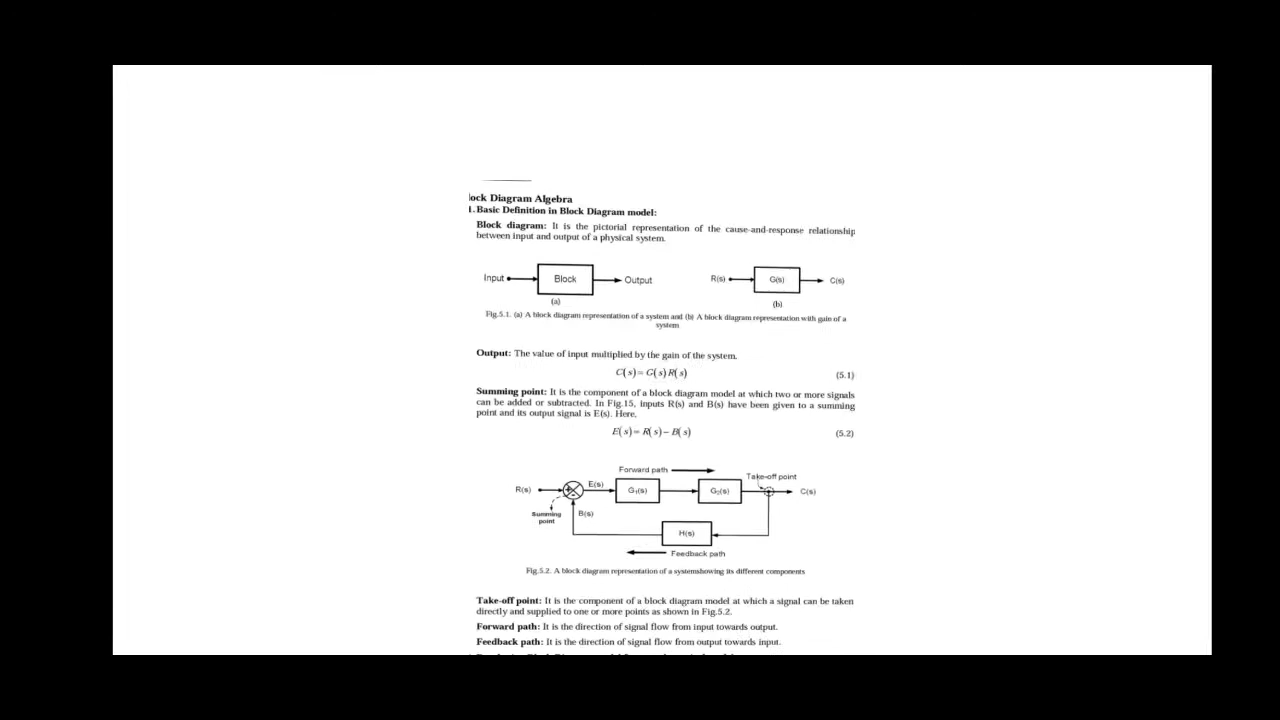 lock Diagram Algebra
1. Basic Definition in Block Diagram model:
Block diagram: It is the pictorial representation of the cause-and-response relationship
between input and output of a physical system.
Input Block Output R(s) G(s) C(s)
(a) (b)
Fig.5.1. (a) A block diagram representation of a system and (b) A block diagram representation with gain of a
system
Output: The value of input multiplied by the gain of the system.
C(s)= G(s)R(s) (5.1)
Summing point: It is the component of a block diagram model at which two or more signals
can be added or subtracted. In Fig.15, inputs R(s) and B(s) have been given to a summing
point and its output signal is E(s). Here,
E(s)= R(s)− B(s) (5.2)
Forward path
Take-off point
R(s) E(s) G₁(s) G₂(s) C(s)
Summing
point
B(s)
H(s)
Feedback path
Fig.5.2. A block diagram representation of a systemshowing its different components
Take-off point: It is the component of a block diagram model at which a signal can be taken
directly and supplied to one or more points as shown in Fig.5.2.
Forward path: It is the direction of signal flow from input towards output.
Feedback path: It is the direction of signal flow from output towards input.